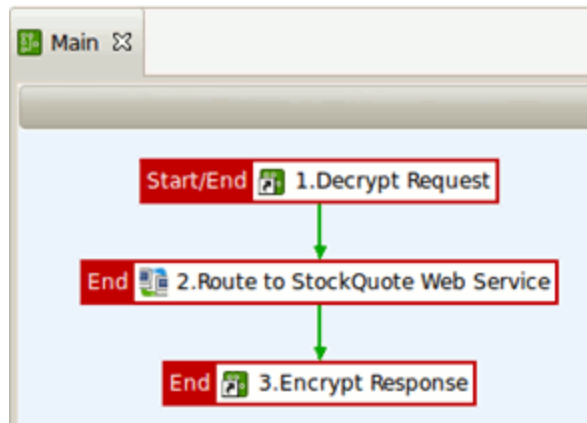 Main
Start/End 1.Decrypt Request
End 2.Route to StockQuote Web Service
End 3.Encrypt Response